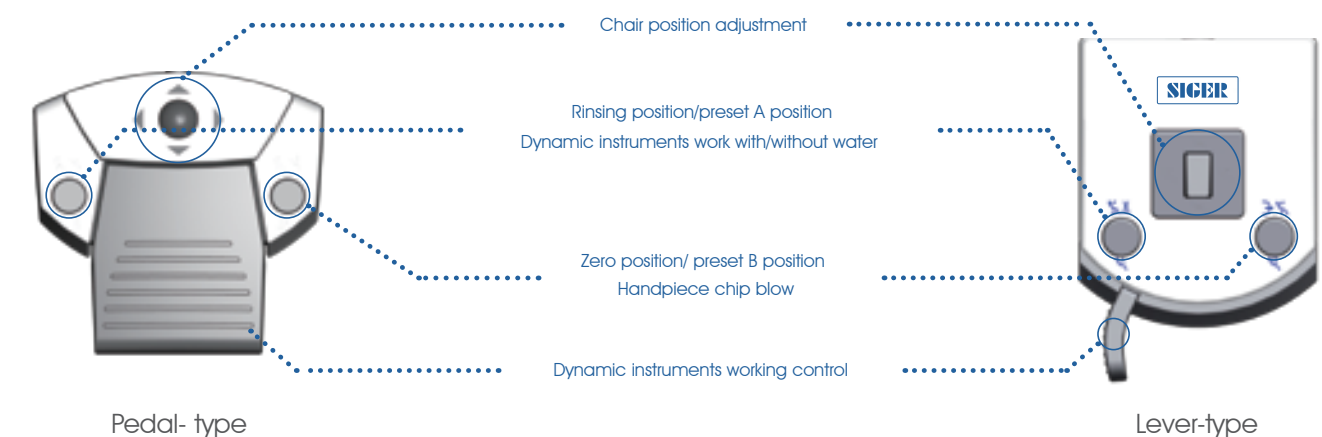 Chair position adjustment
SIGER
Rinsing position/preset A position
Dynamic instruments work with/without water
Zero position/ preset B position
Handpiece chip blow
Dynamic instruments working control
Pedal- type
Lever-type